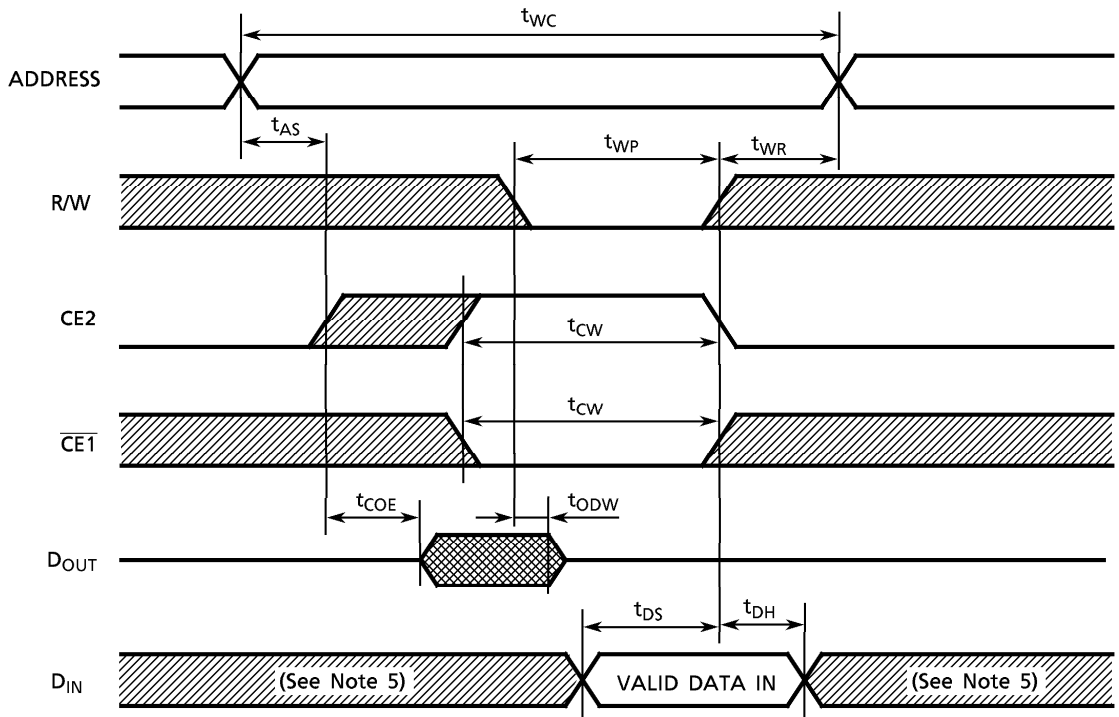 tWC
ADDRESS
tAS
tWP
tWR
R/W
CE2
tCW
CE1
tCW
tCOE
tODW
DOUT
tDS
tDH
DIN
(See Note 5)
VALID DATA IN
(See Note 5)